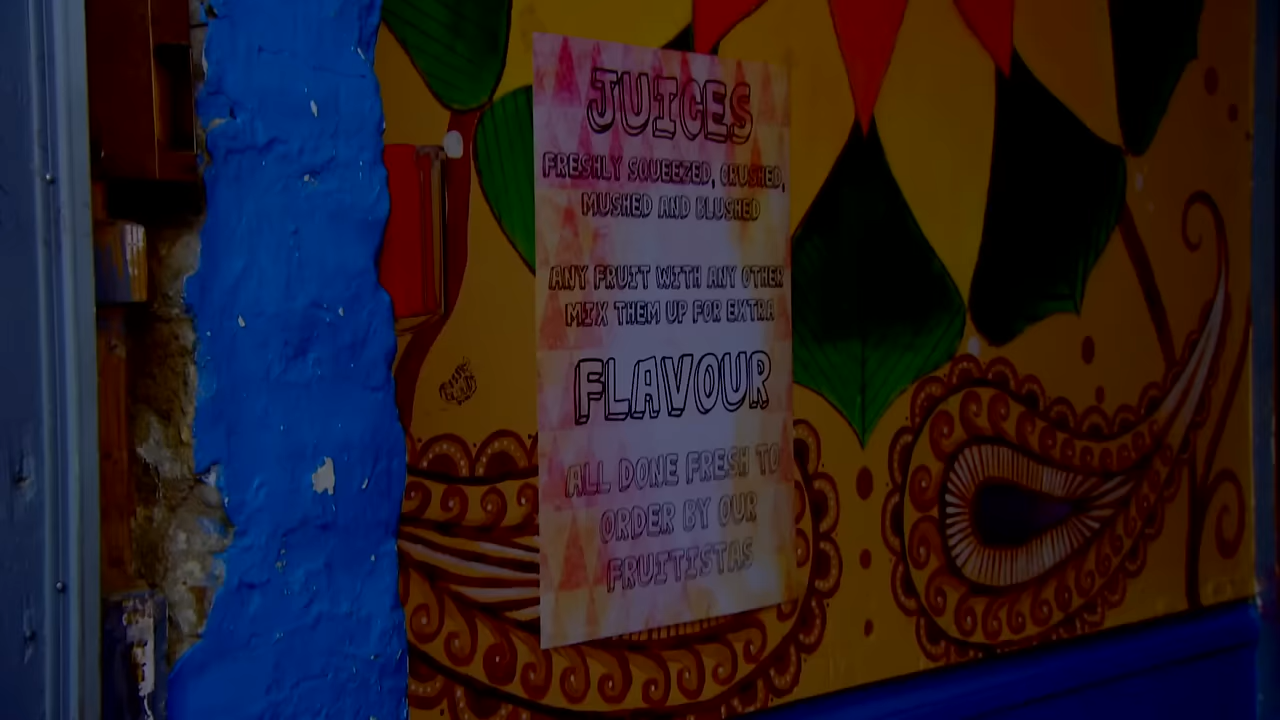 JUICES
FRESHLY SQUEEZED, CRUSHED,
MUSHED AND BLUSHED
ANY FRUIT WITH ANY OTHER
MIX THEM UP FOR EXTRA
FLAVOUR
ALL DONE FRESH TO
ORDER BY OUR
FRUITISTAS